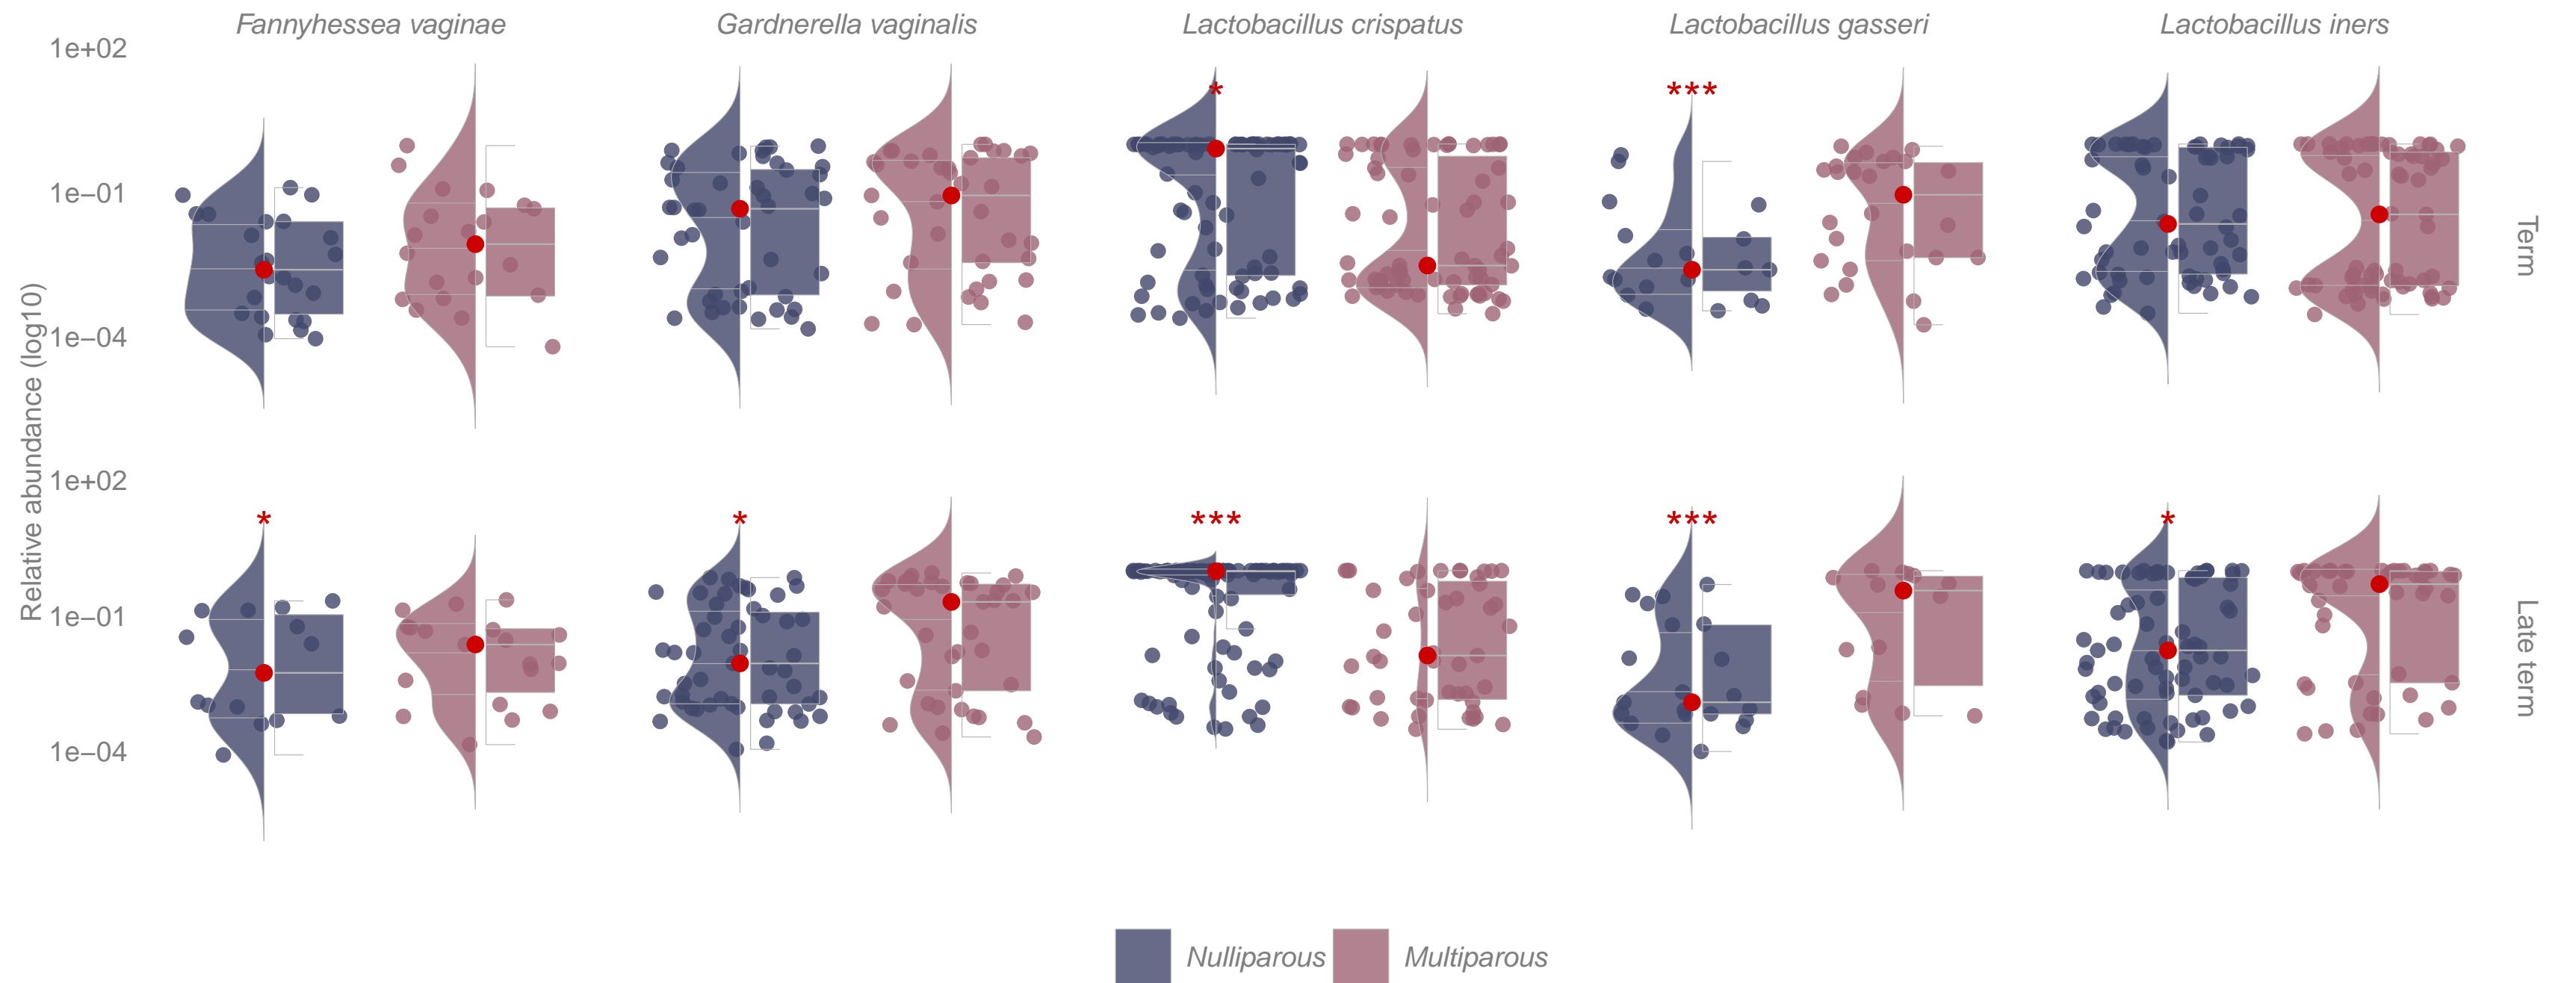 Fannyhessea vaginae
Gardnerella vaginalis
Lactobacillus crispatus
Lactobacillus gasseri
Lactobacillus iners
1e+02
1e−01
1e−04
*
***
Term
Relative abundance (log10)
1e+02
1e−01
1e−04
*
*
***
***
*
Late term
Nulliparous
Multiparous